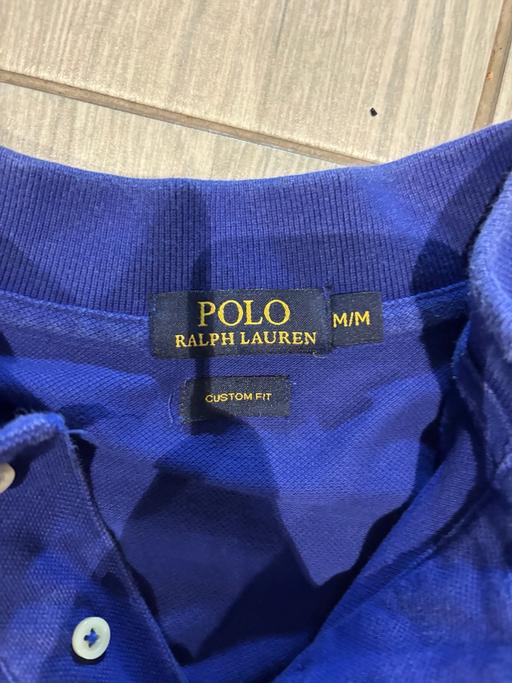 POLO
RALPH LAUREN
M/M
CUSTOM FIT